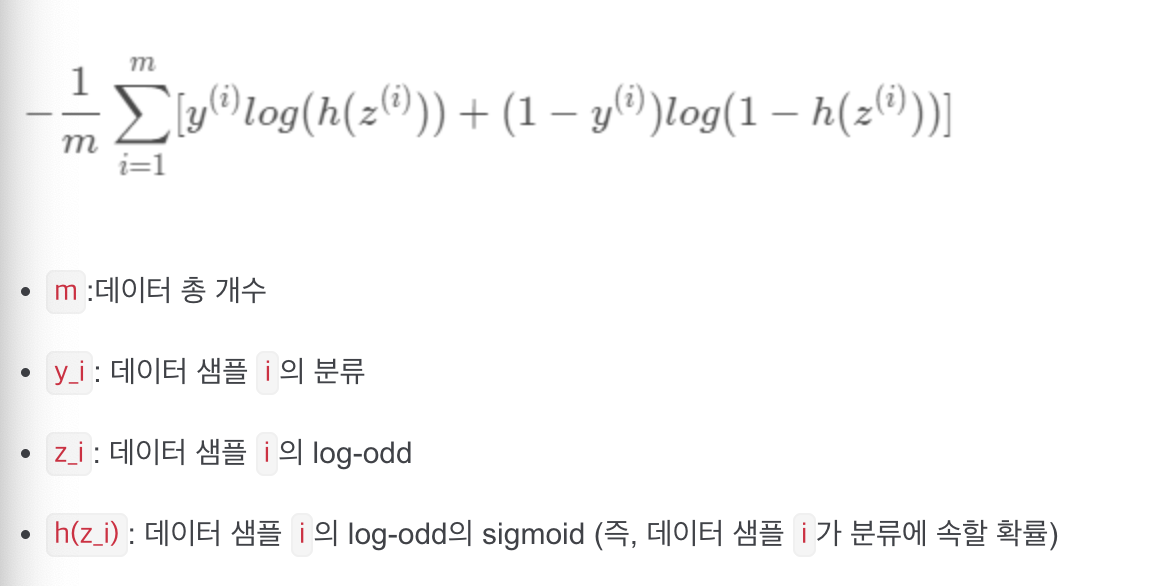 -\frac{1}{m} \sum_{i=1}^{m} [y^{(i)}log(h(z^{(i)})) + (1 - y^{(i)})log(1 - h(z^{(i)}))]
• m :데이터 총 개수
• y_i : 데이터 샘플 i 의 분류
• z_i : 데이터 샘플 i 의 log-odd
• h(z_i) : 데이터 샘플 i 의 log-odd의 sigmoid (즉, 데이터 샘플 i 가 분류에 속할 확률)